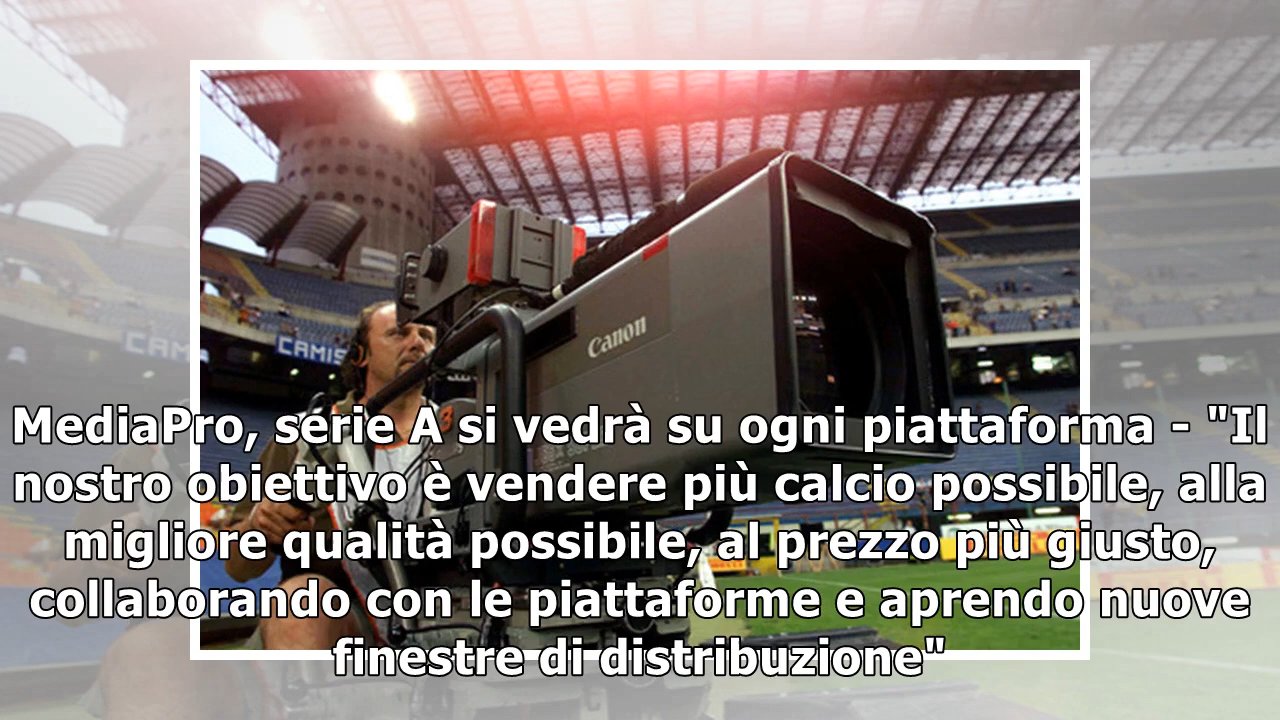 CAMIS
Canon
MediaPro, serie A si vedrà su ogni piattaforma - "Il
nostro obiettivo è vendere più calcio possibile, alla
migliore qualità possibile, al prezzo più giusto,
collaborando con le piattaforme e aprendo nuove
finestre di distribuzione"